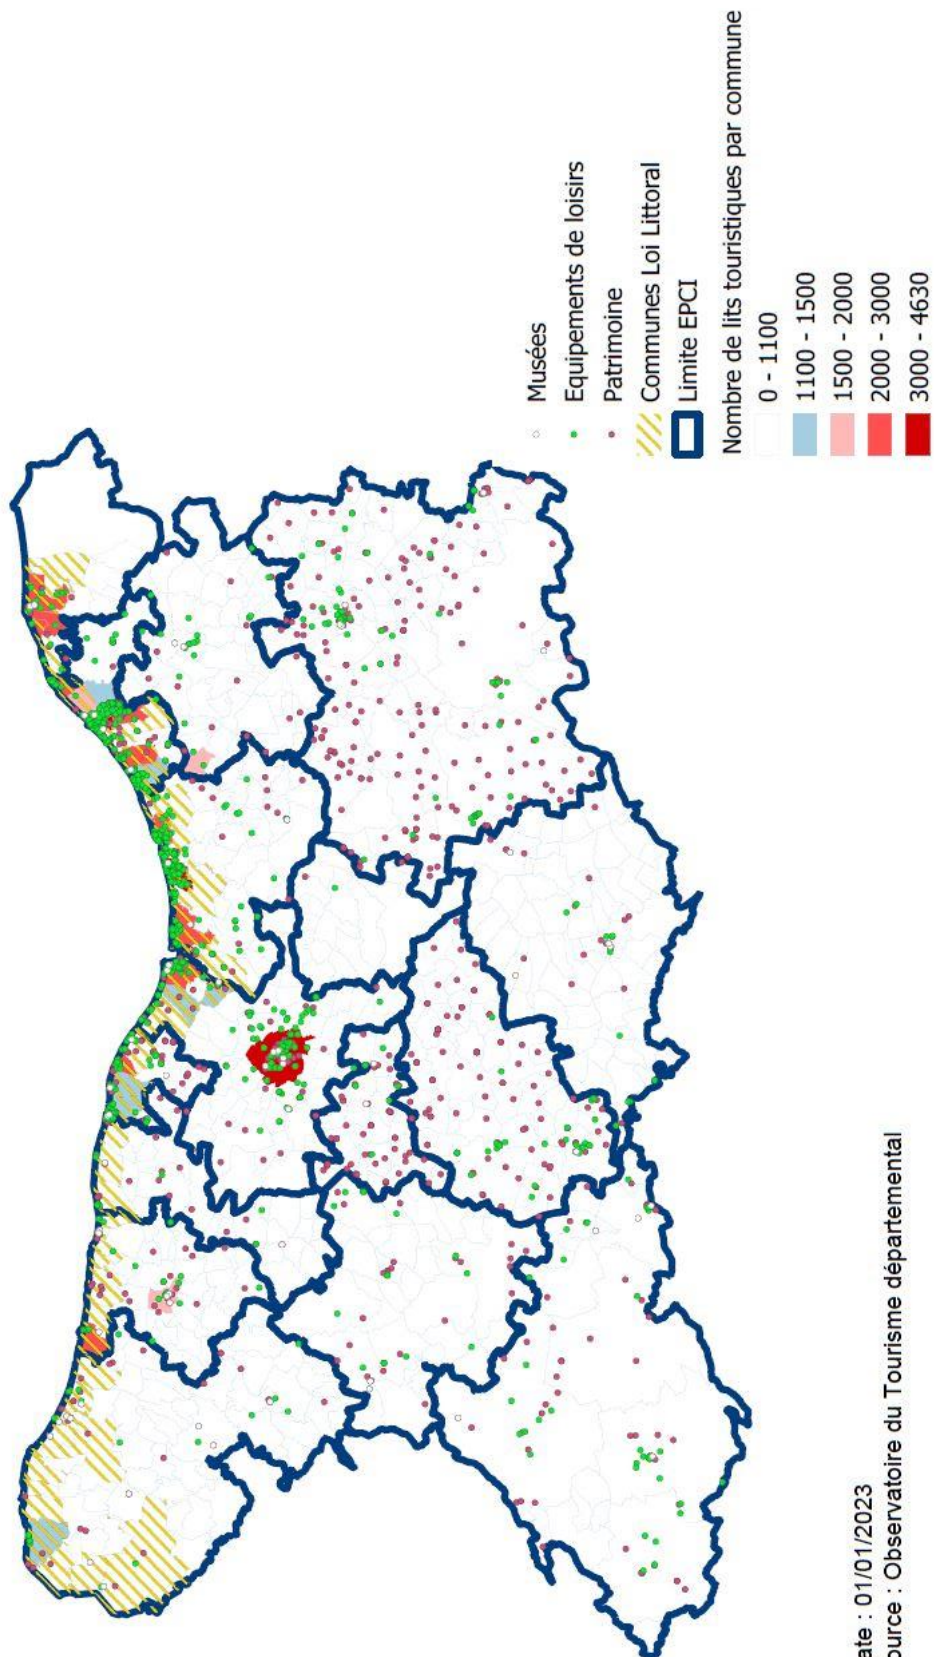 Musées
Equipements de loisirs
Patrimoine
Communes Loi Littoral
Limite EPCI
Nombre de lits touristiques par commune
0 - 1100
1100 - 1500
1500 - 2000
2000 - 3000
3000 - 4630
ate : 01/01/2023
ource : Observatoire du Tourisme départemental